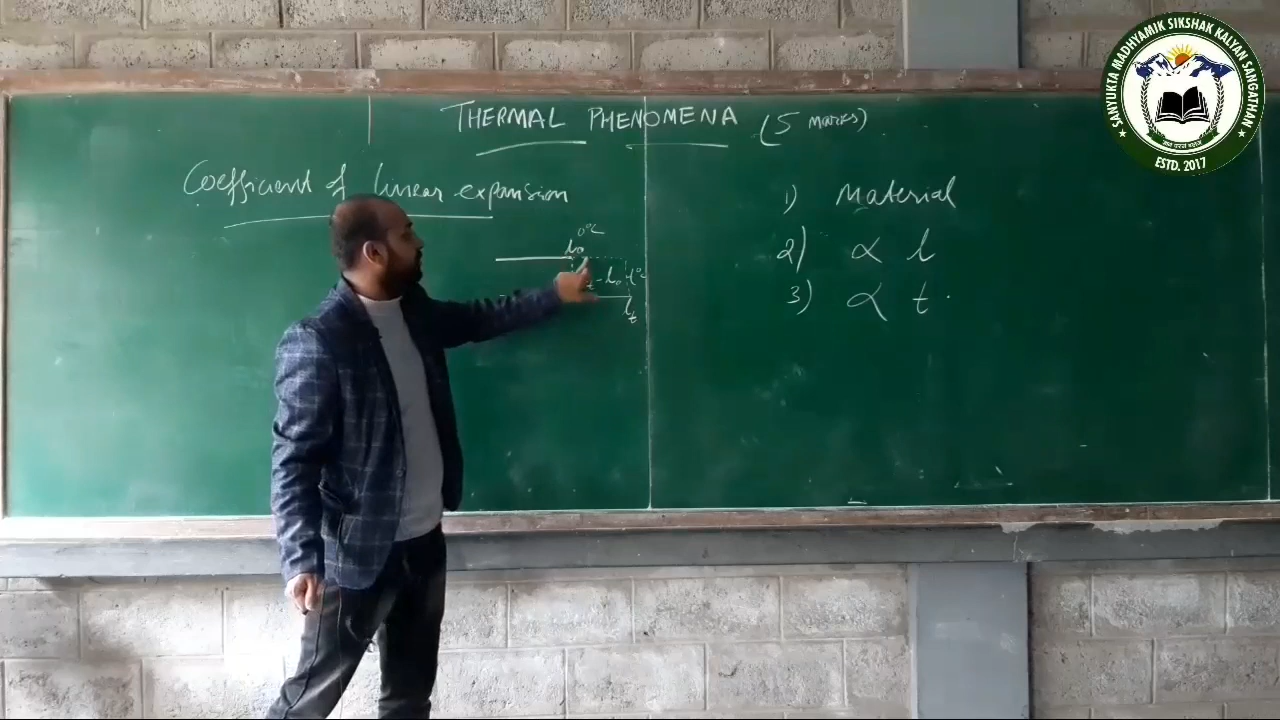 THERMAL PHENOMENA (5 marks)
Coefficient of linear expansion
l₀ 0°C
t - l₀ t°C
lt
1) Material
2) ∝ l
3) ∝ t.
SANYUKTA MADHYAMIK SIKSHAK KALYAN SANGATHAN
ESTD. 2017